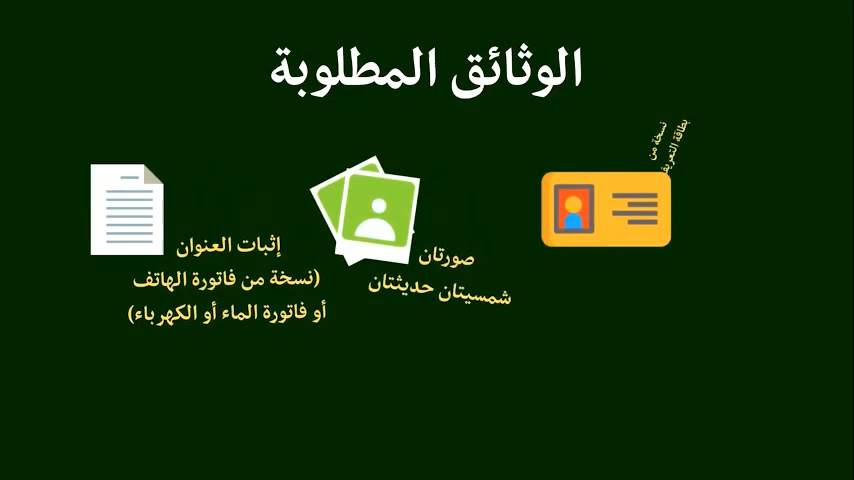 الوثائق المطلوبة
نسخة من
بطاقة التعريف
صورتان
شمسيتان حديثتان
إثبات العنوان
(نسخة من فاتورة الهاتف
أو فاتورة الماء أو الكهرباء)